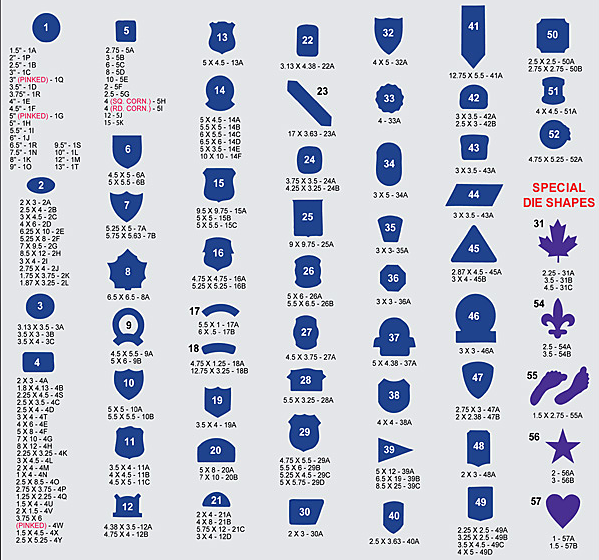 1
1.5" - 1A
2" - 1P
2.5" - 1B
3" - 1C
3" (PINKED) - 1Q
3.5" - 1D
3.75" - 1R
4" - 1E
4.5" - 1F
5" (PINKED) - 1G
5" - 1H
5.5" - 1I
6" - 1J
6.5" - 1R 9.5" - 1S
7.5" - 1N 10" - 1L
8" - 1K 12" - 1M
9" - 1O 13" - 1T
2
2 X 3 - 2A
2.5 X 4 - 2B
3 X 4.5 - 2C
4 X 6 - 2D
6.25 X 10 - 2E
5.25 X 8 - 2F
7 X 9.5 - 2G
8.5 X 12 - 2H
3 X 4 - 2I
2.75 X 4 - 2J
1.75 X 3.75 - 2K
1.87 X 3.25 - 2L
3
3.13 X 3.5 - 3A
3.5 X 3 - 3B
3.5 X 4 - 3C
4
2 X 3 - 4A
1.8 X 4.13 - 4B
2.25 X 4.5 - 4S
2.5 X 3.5 - 4C
2.5 X 4 - 4D
3 X 4 - 4T
4 X 6 - 4E
5 X 8 - 4F
7 X 10 - 4G
8 X 12 - 4H
2.25 X 3.25 - 4K
3 X 4.5 - 4L
2 X 4 - 4M
1 X 4 - 4N
2.5 X 8.5 - 4O
2.75 X 3.75 - 4P
1.25 X 2.25 - 4Q
1.5 X 4 - 4U
2 X 1.5 - 4V
3.75 X 6
(PINKED) - 4W
1.5 X 4.5 - 4X
2.5 X 5.25 - 4Y
5
2.75 - 5A
3 - 5B
6 - 5C
8 - 5D
10 - 5E
2 - 5F
2.5 - 5G
4 (SQ. CORN.) - 5H
4 (RD. CORN.) - 5I
12 - 5J
15 - 5K
6
4.5 X 5 - 6A
5 X 5.5 - 6B
7
5.25 X 5 - 7A
5.75 X 5.63 - 7B
8
6.5 X 6.5 - 8A
9
4.5 X 5.5 - 9A
5 X 6 - 9B
10
5 X 5 - 10A
5.5 X 5.5 - 10B
11
3.5 X 4 - 11A
4 X 4.5 - 11B
4.5 X 5 - 11C
12
4.38 X 3.5 -12A
4.75 X 4 - 12B
13
5 X 4.5 - 13A
14
5 X 4.5 - 14A
5.5 X 5 - 14B
6 X 5.5 - 14C
6.5 X 6 - 14D
5 X 3.5 - 14E
10 X 10 - 14F
15
9.5 X 9.75 - 15A
5 X 5 - 15B
5 X 5.5 - 15C
16
4.75 X 4.75 - 16A
5.25 X 5.25 - 16B
17
5.5 X 1 - 17A
6 X .5 - 17B
18
4.75 X 1.25 - 18A
12.75 X 3.25 - 18B
19
3.5 X 4 - 19A
20
5 X 8 - 20A
7 X 10 - 20B
21
2 X 4 - 21A
4 X 8 - 21B
5.75 X 12 - 21C
3 X 4 - 12D
22
3.13 X 4.38 - 22A
23
17 X 3.63 - 23A
24
3.75 X 3.5 - 24A
4.25 X 3.25 - 24B
25
9 X 9.75 - 25A
26
5 X 6 - 26A
5.5 X 6.5 - 26B
27
4.5 X 3.75 - 27A
28
5.5 X 3.25 - 28A
29
4.75 X 5.5 - 29A
5.5 X 6 - 29B
5.25 X 4.5 - 29C
5 X 5.75 - 29D
30
2 X 3 - 30A
32
4 X 5 - 32A
33
4 - 33A
34
3 X 5 - 34A
35
3 X 3- 35A
36
3 X 3 - 36A
37
5 X 4.38 - 37A
38
4 X 4 - 38A
39
5 X 12 - 39A
6.5 X 19 - 39B
8.5 X 25 - 39C
40
2.5 X 3.63 - 40A
41
12.75 X 5.5 - 41A
42
3 X 3.5 - 42A
2.5 X 3 - 42B
43
3 X 3.5 - 43A
44
3 X 3.5 - 43A
45
2.87 X 4.5 - 45A
3 X 4 - 45B
46
3 X 3 - 46A
47
2.75 X 3 - 47A
2 X 2.38 - 47B
48
2 X 3 - 48A
49
2.25 X 2.5 - 49A
3.25 X 2.5 - 49B
3.5 X 4.5 - 49C
4 X 5 - 49D
50
2.5 X 2.5 - 50A
2.75 X 2.75 - 50B
51
4 X 4.5 - 51A
52
4.75 X 5.25 - 52A
SPECIAL
DIE SHAPES
31
2.25 - 31A
3.5 - 31B
4.5 - 31C
54
2.5 - 54A
3.5 - 54B
55
1.5 X 2.75 - 55A
56
2 - 56A
3 - 56B
57
1 - 57A
1.5 - 57B